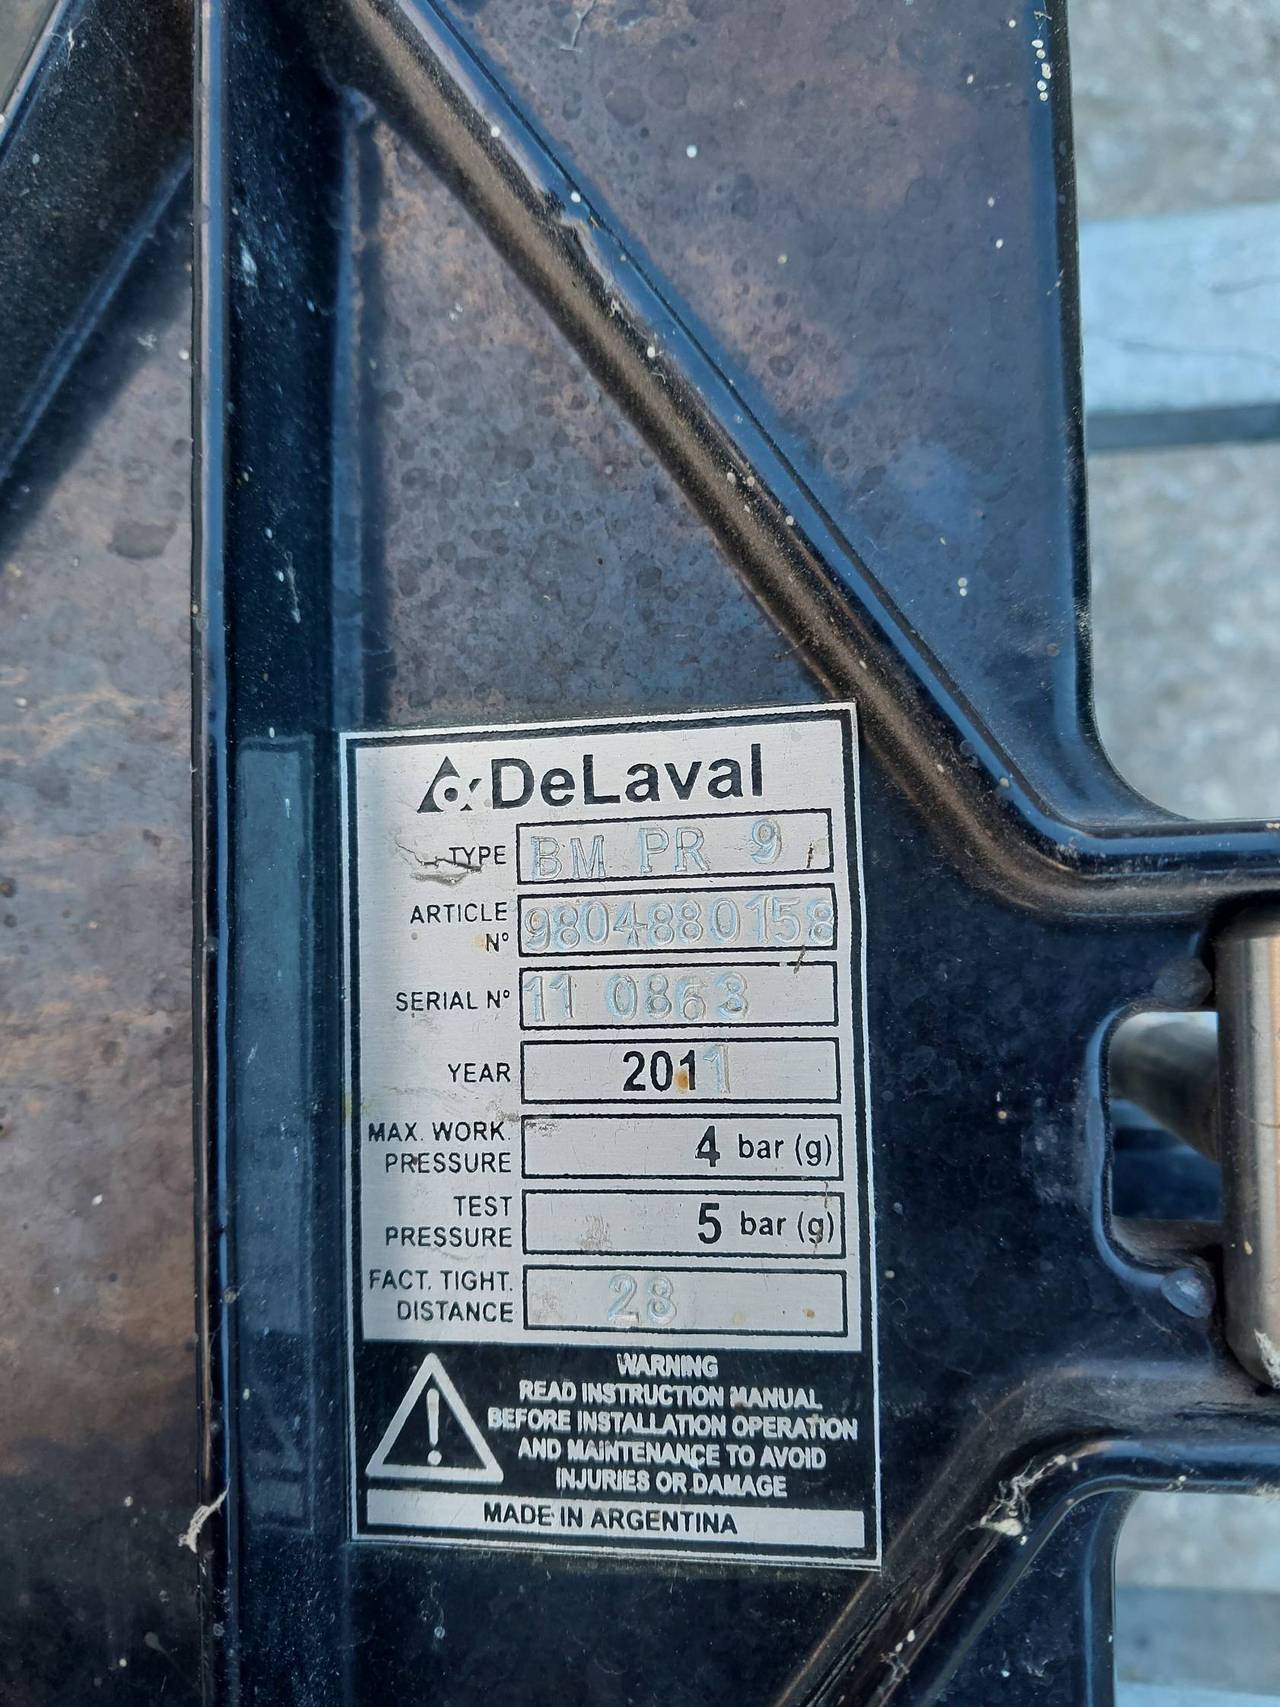 DeLaval
TYPE BM PR 9
ARTICLE
Nº 9804880158
SERIAL Nº 11 0863
YEAR 2011
MAX. WORK.
PRESSURE 4 bar (g)
TEST
PRESSURE 5 bar (g)
FACT. TIGHT.
DISTANCE 28
WARNING
READ INSTRUCTION MANUAL
BEFORE INSTALLATION OPERATION
AND MAINTENANCE TO AVOID
INJURIES OR DAMAGE
MADE IN ARGENTINA